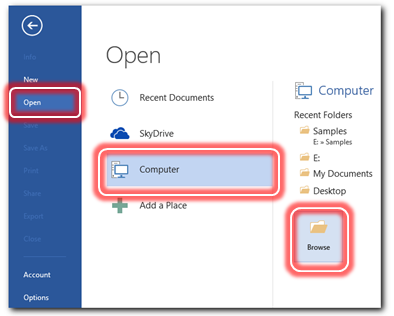 Info
New
Open
Save
Save As
Print
Share
Export
Close
Account
Options
Open
Recent Documents
SkyDrive
Computer
Add a Place
Computer
Recent Folders
Samples
E: » Samples
E:
My Documents
Desktop
Browse